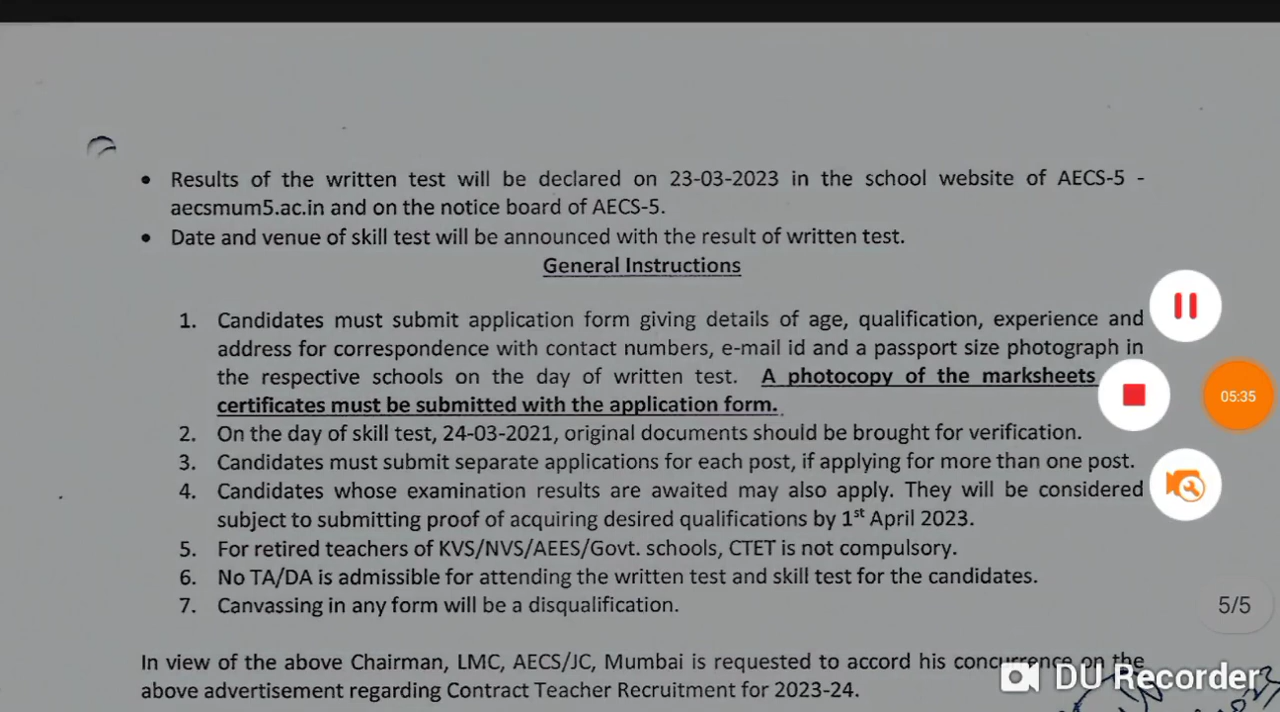 • Results of the written test will be declared on 23-03-2023 in the school website of AECS-5 -
aecsmum5.ac.in and on the notice board of AECS-5.
• Date and venue of skill test will be announced with the result of written test.
General Instructions
1. Candidates must submit application form giving details of age, qualification, experience and
address for correspondence with contact numbers, e-mail id and a passport size photograph in
the respective schools on the day of written test. A photocopy of the marksheets
certificates must be submitted with the application form.
2. On the day of skill test, 24-03-2021, original documents should be brought for verification.
3. Candidates must submit separate applications for each post, if applying for more than one post.
4. Candidates whose examination results are awaited may also apply. They will be considered
subject to submitting proof of acquiring desired qualifications by 1st April 2023.
5. For retired teachers of KVS/NVS/AEES/Govt. schools, CTET is not compulsory.
6. No TA/DA is admissible for attending the written test and skill test for the candidates.
7. Canvassing in any form will be a disqualification.
In view of the above Chairman, LMC, AECS/JC, Mumbai is requested to accord his concurrence on the
above advertisement regarding Contract Teacher Recruitment for 2023-24.
05:35
5/5
DU Recorder